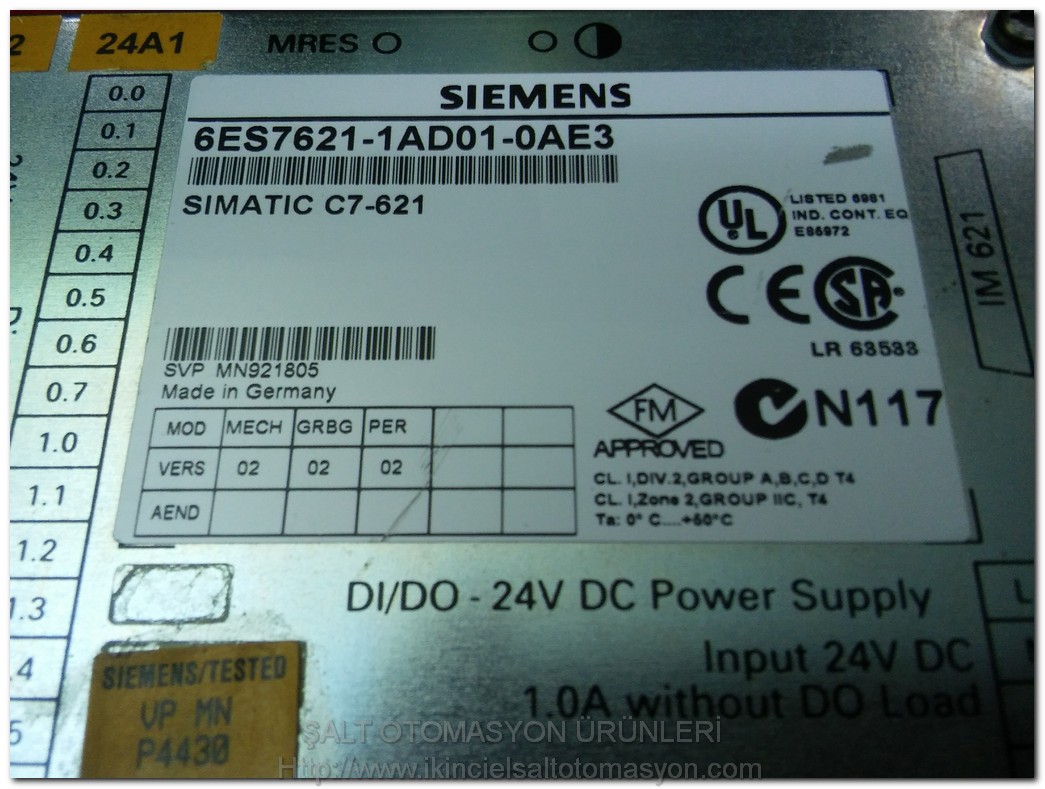 2 24A1 MRES
0.0
0.1
0.2
0.3
0.4
0.5
0.6
0.7
1.0
1.1
1.2
1.3
.4
5
SIEMENS
6ES7621-1AD01-0AE3
SIMATIC C7-621
UL LISTED 6981
IND. CONT. EQ
E85972
CE SA
LR 63533
IM 621
SVP MN921805
Made in Germany
MOD MECH GRBG PER
VERS 02 02 02
AEND
FM
APPROVED
N117
CL. I,DIV.2,GROUP A,B,C,D T4
CL. I,Zone 2,GROUP IIC, T4
Ta: 0° C....+50°C
DI/DO - 24V DC Power Supply
Input 24V DC
1.0A without DO Load
L
SIEMENS/TESTED
VP MN
P4430
ŞALT OTOMASYON ÜRÜNLERİ
Http://www.ikincielsaltotomasyon.com